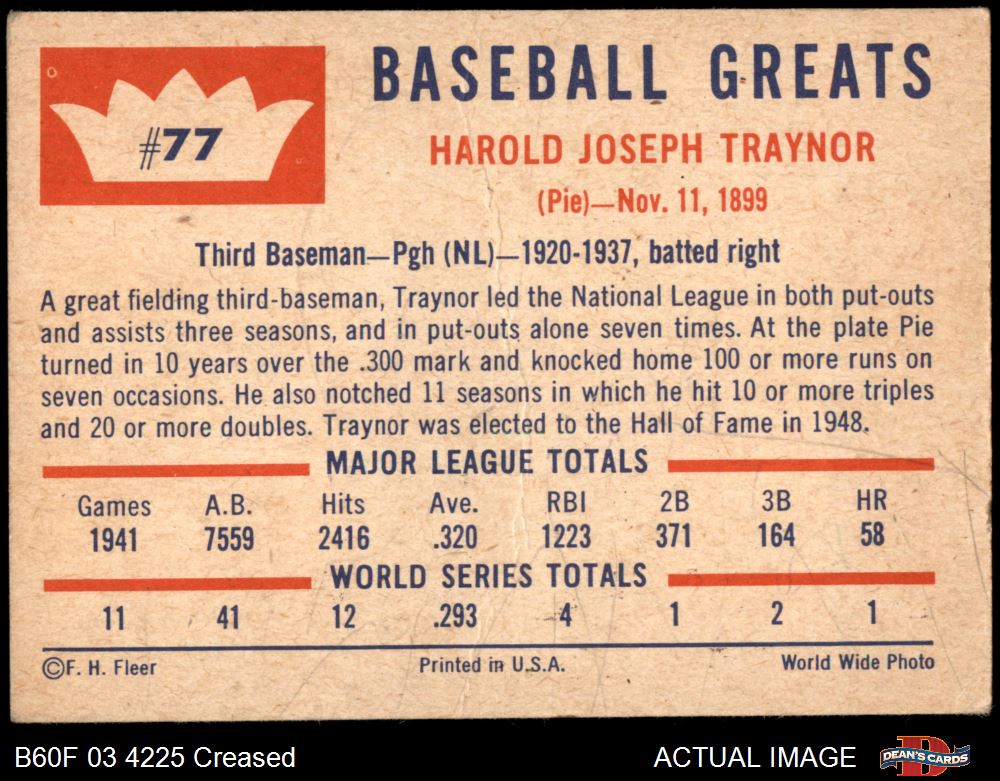 #77
BASEBALL GREATS
HAROLD JOSEPH TRAYNOR
(Pie)—Nov. 11, 1899
Third Baseman—Pgh (NL)—1920-1937, batted right
A great fielding third-baseman, Traynor led the National League in both put-outs
and assists three seasons, and in put-outs alone seven times. At the plate Pie
turned in 10 years over the .300 mark and knocked home 100 or more runs on
seven occasions. He also notched 11 seasons in which he hit 10 or more triples
and 20 or more doubles. Traynor was elected to the Hall of Fame in 1948.
MAJOR LEAGUE TOTALS
Games A.B. Hits Ave. RBI 2B 3B HR
1941 7559 2416 .320 1223 371 164 58
WORLD SERIES TOTALS
11 41 12 .293 4 1 2 1
©F. H. Fleer Printed in U.S.A. World Wide Photo
B60F 03 4225 Creased ACTUAL IMAGE D DEAN'S CARDS